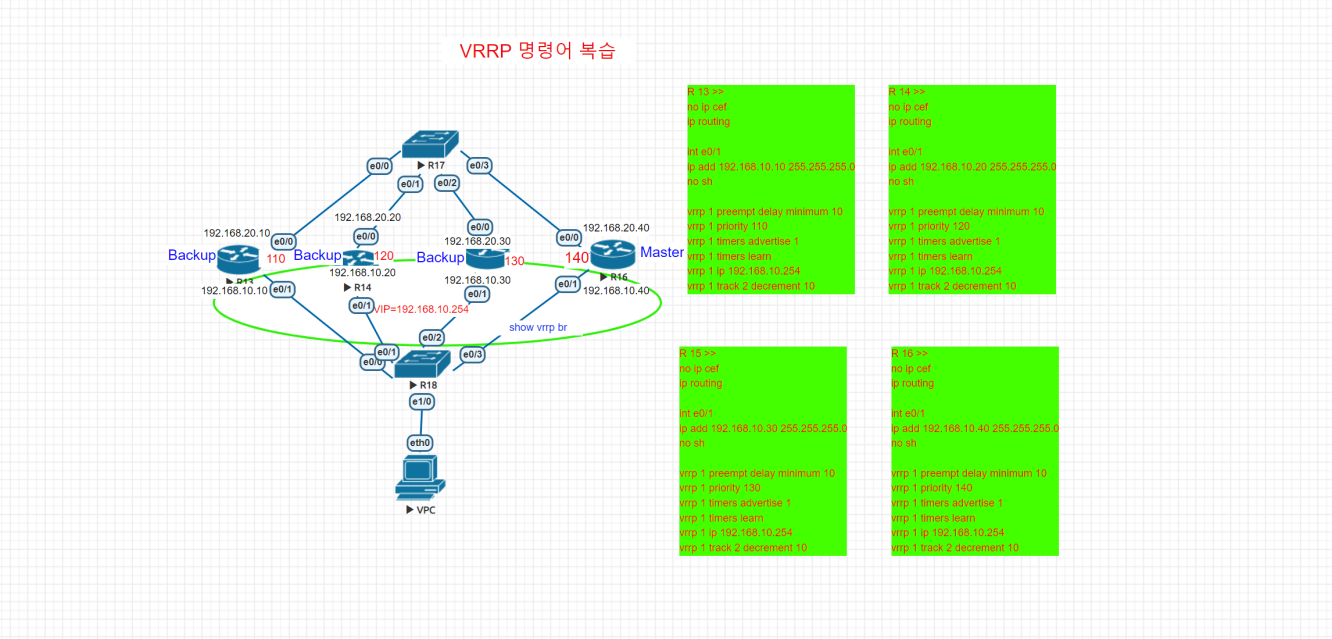 VRRP 명령어 복습
R17
e0/0
e0/3
e0/1
e0/2
192.168.20.20
192.168.20.10
192.168.20.40
e0/0
e0/0
e0/0
e0/0
192.168.20.30
Backup
110
Backup
120
Backup
130
140
Master
192.168.10.20
R13
R14
192.168.10.30
R16
192.168.10.10
e0/1
e0/1
e0/1
e0/1
192.168.10.40
VIP=192.168.10.254
show vrrp br
e0/2
e0/1
e0/0
e0/3
R18
e1/0
eth0
VPC
R 13 >>
no ip cef
ip routing
int e0/1
ip add 192.168.10.10 255.255.255.0
no sh
vrrp 1 preempt delay minimum 10
vrrp 1 priority 110
vrrp 1 timers advertise 1
vrrp 1 timers learn
vrrp 1 ip 192.168.10.254
vrrp 1 track 2 decrement 10
R 14 >>
no ip cef
ip routing
int e0/1
ip add 192.168.10.20 255.255.255.0
no sh
vrrp 1 preempt delay minimum 10
vrrp 1 priority 120
vrrp 1 timers advertise 1
vrrp 1 timers learn
vrrp 1 ip 192.168.10.254
vrrp 1 track 2 decrement 10
R 15 >>
no ip cef
ip routing
int e0/1
ip add 192.168.10.30 255.255.255.0
no sh
vrrp 1 preempt delay minimum 10
vrrp 1 priority 130
vrrp 1 timers advertise 1
vrrp 1 timers learn
vrrp 1 ip 192.168.10.254
vrrp 1 track 2 decrement 10
R 16 >>
no ip cef
ip routing
int e0/1
ip add 192.168.10.40 255.255.255.0
no sh
vrrp 1 preempt delay minimum 10
vrrp 1 priority 140
vrrp 1 timers advertise 1
vrrp 1 timers learn
vrrp 1 ip 192.168.10.254
vrrp 1 track 2 decrement 10